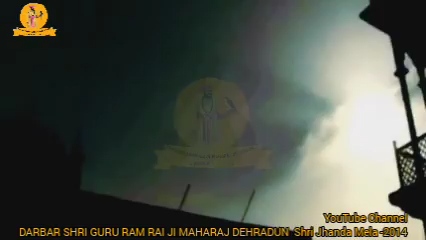 YouTube Channel
DARBAR SHRI GURU RAM RAI JI MAHARAJ DEHRADUN Shri Jhanda Mela-2014